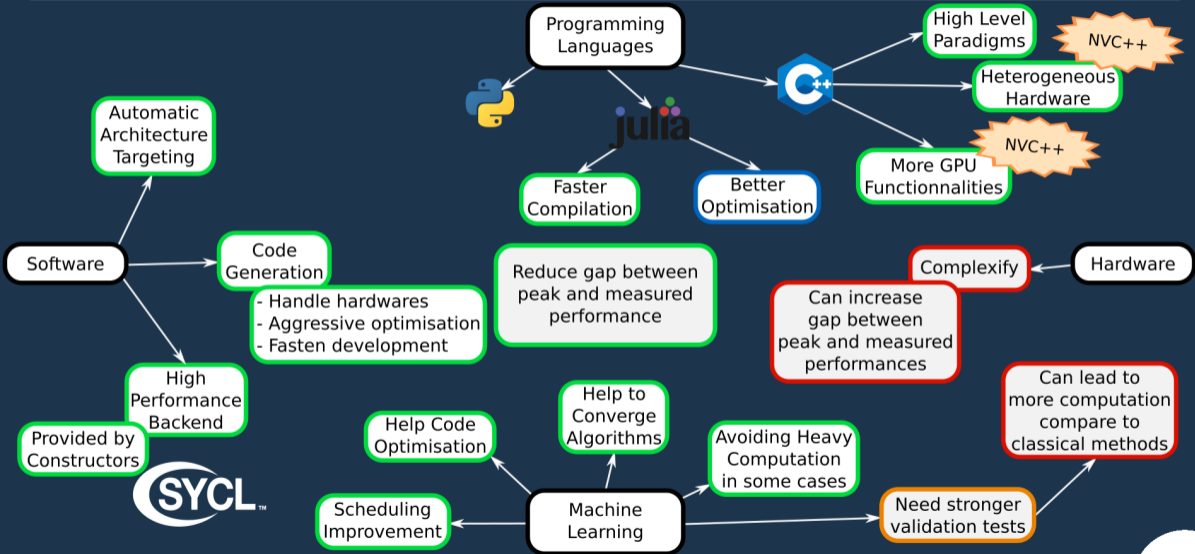 Programming
Languages
High Level
Paradigms
NVC++
C++
Heterogeneous
Hardware
julia
NVC++
More GPU
Functionnalities
Faster
Compilation
Better
Optimisation
Automatic
Architecture
Targeting
Software
Code
Generation
- Handle hardwares
- Aggressive optimisation
- Fasten development
High
Performance
Backend
Provided by
Constructors
SYCL™
Reduce gap between
peak and measured
performance
Hardware
Complexify
Can increase
gap between
peak and measured
performances
Machine
Learning
Scheduling
Improvement
Help Code
Optimisation
Help to
Converge
Algorithms
Avoiding Heavy
Computation
in some cases
Need stronger
validation tests
Can lead to
more computation
compare to
classical methods